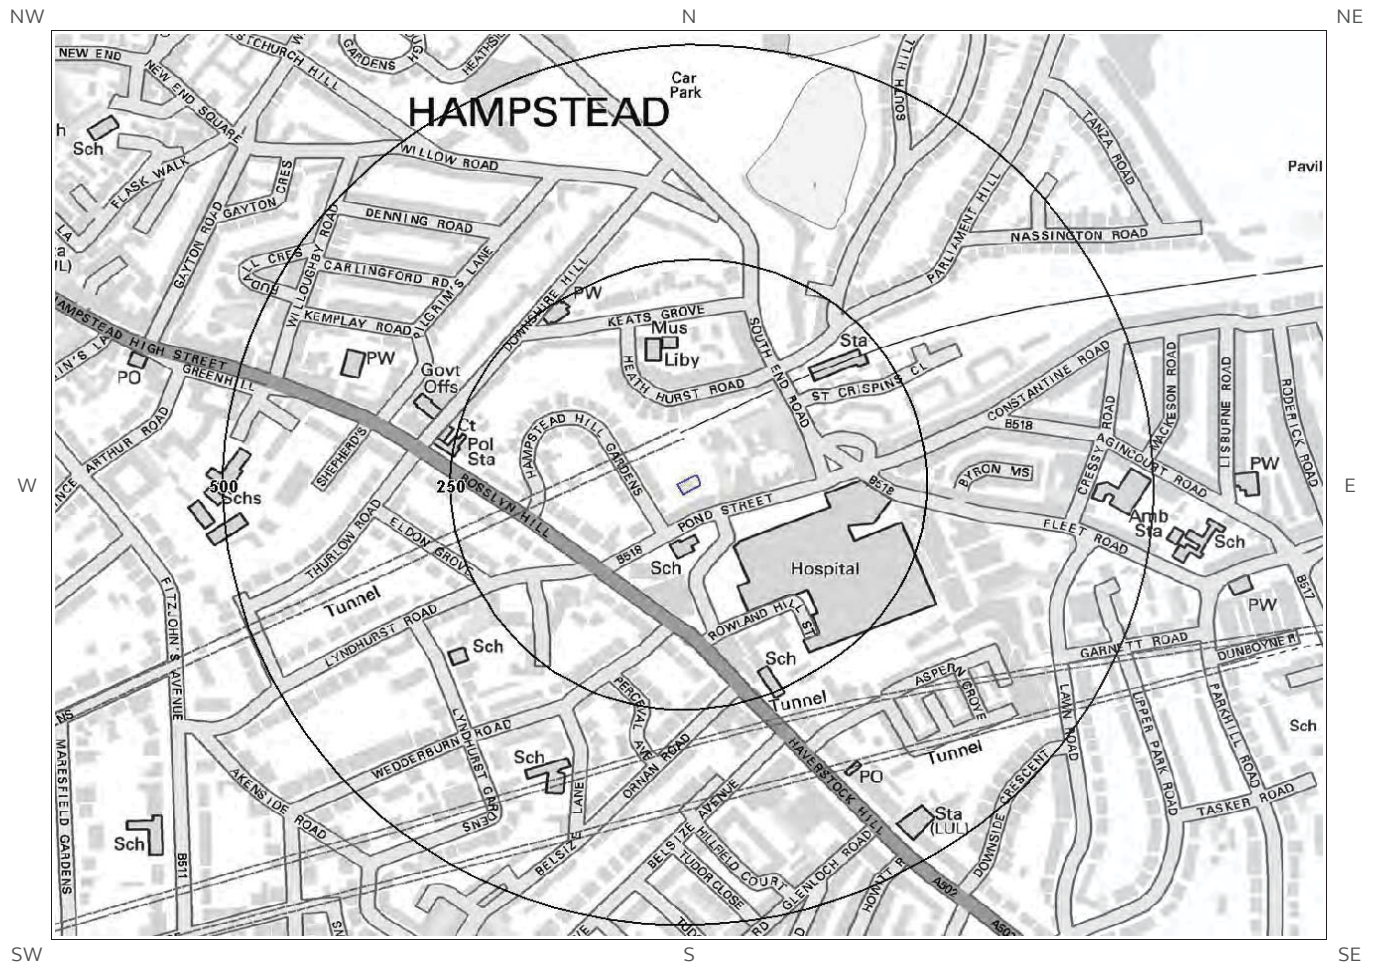 NW
N
NE
NEW END
NEW END SQUARE
GARDENS
Car
Park
HAMPSTEAD
SOUTH HILL
TANZA ROAD
h
Sch
FLASK WALK
WILLOW ROAD
Pavil
GAYTON CRES
GAYTON ROAD
DENNING ROAD
PARLIAMENT HILL
NASSINGTON ROAD
LA
CARLINGFORD RD
WILLOUGHBY ROAD
PILGRIM'S LANE
DOWNSHIRE HILL
PW
KEMPLAY ROAD
KEATS GROVE
Mus
Liby
SOUTH END ROAD
Sta
HAMPSTEAD HIGH STREET
PO
GREENHILL
PW
Govt
Offs
HEATH HURST ROAD
ST CRISPINS CL
CONSTANTINE ROAD
B518
MACKESON ROAD
LISBURNE ROAD
RODERICK ROAD
ARTHUR ROAD
SHEPHERD'S
Ct
Pol
Sta
HAMPSTEAD HILL GARDENS
AGINCOURT ROAD
CRESSY ROAD
BYRON MS
PW
W
500
Schs
250
ROSSLYN HILL
POND STREET
B518
E
THURLOW ROAD
ELDON GROVE
B518
Sch
Hospital
FLEET ROAD
Amb
Sta
Sch
PW
B517
Tunnel
FITZJOHN'S AVENUE
LYNDHURST ROAD
Sch
ROWLAND HILL ST
Sch
Tunnel
ASPERN GROVE
GARNETT ROAD
DUNBOYNE R
Sch
PERCEVAL AVE
LYNDHURST GARDENS
WEDDERBURN ROAD
Sch
ORNAN ROAD
HAVERSTOCK HILL
PO
Tunnel
LAWN ROAD
UPPER PARK ROAD
PARKHILL ROAD
TASKER ROAD
MARESFIELD GARDENS
AKENSIDE ROAD
Sch
B511
BELSIZE LANE
BELSIZE AVENUE
HILLFIELD COURT
TUDOR CLOSE
GLENLOCH ROAD
Sta
(LUL)
DOWNSIDE CRESCENT
HOWITT R
A502
A502
SW
S
SE